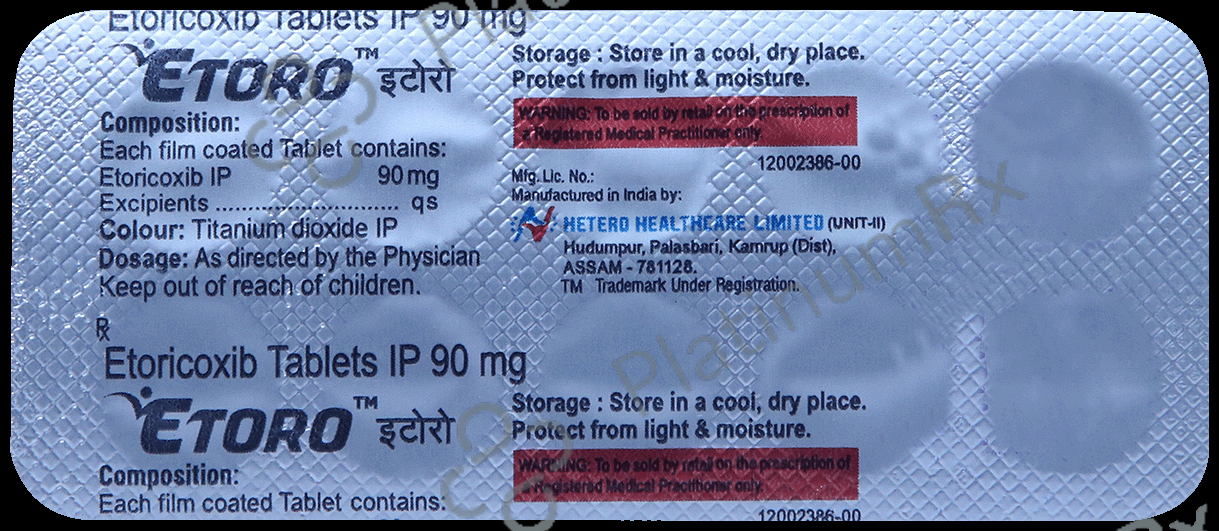 Etoricoxib Tablets IP 90 mg
ETORO™ इटोरो
Composition:
Each film coated Tablet contains:
Etoricoxib IP 90 mg
Excipients ............................ qs
Colour: Titanium dioxide IP
Dosage: As directed by the Physician
Keep out of reach of children.
Storage : Store in a cool, dry place.
Protect from light & moisture.
WARNING: To be sold by retail on the prescription of
a Registered Medical Practitioner only.
12002386-00
Mfg. Lic. No.:
Manufactured in India by:
HETERO HEALTHCARE LIMITED (UNIT-II)
Hudumpur, Palasbari, Kamrup (Dist),
ASSAM - 781128.
TM Trademark Under Registration.
Rx
Etoricoxib Tablets IP 90 mg
ETORO™ इटोरो
Composition:
Each film coated Tablet contains:
Storage : Store in a cool, dry place.
Protect from light & moisture.
WARNING: To be sold by retail on the prescription of
a Registered Medical Practitioner only.
12002386-00
PlatinumRx